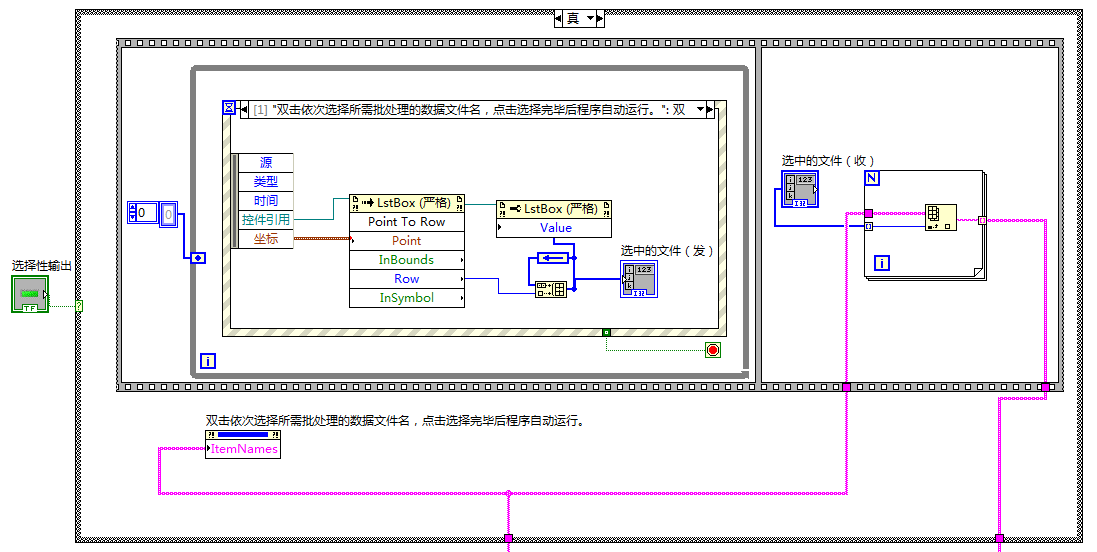 真
[1] "双击依次选择所需批处理的数据文件名，点击选择完毕后程序自动运行。": 双
源
类型
时间
控件引用
坐标
LstBox (严格)
Point To Row
Point
InBounds
Row
InSymbol
LstBox (严格)
Value
选中的文件（发）
123
I32
0
0
i
选择性输出
TF
?
选中的文件（收）
123
I32
N
i
双击依次选择所需批处理的数据文件名，点击选择完毕后程序自动运行。
ItemNames